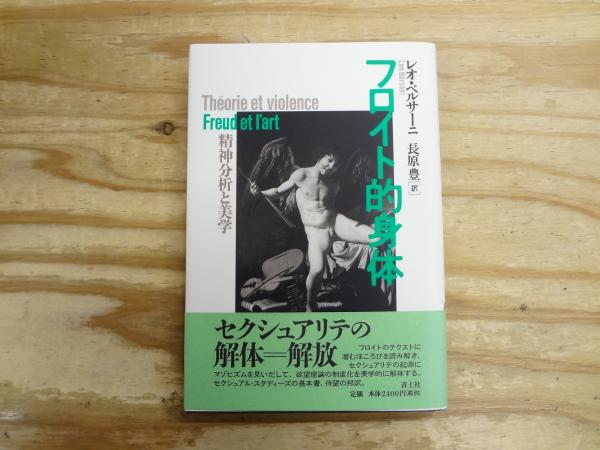 レオ・ベルサーニ 長原豊[訳]
Leo Bersani
フロイト的身体
Théorie et violence
Freud et l'art
精神分析と美学
セクシュアリテの
解体=解放
フロイトのテクストに
潜むほころびを読み解き、
セクシュアリテの起源に
マゾヒズムを見いだして、欲望理論の制度化を美学的に解体する。
セクシュアル・スタディーズの基本書、待望の邦訳。
青土社
定価 本体2400円(税別)